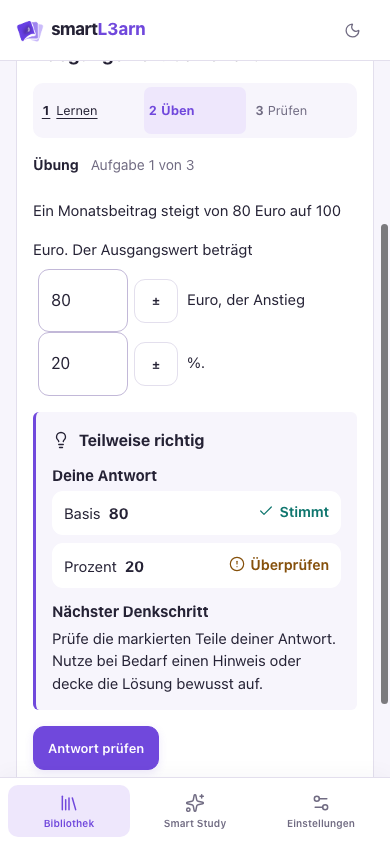 smartL3arn
1 Lernen
2 Üben
3 Prüfen
Übung Aufgabe 1 von 3
Ein Monatsbeitrag steigt von 80 Euro auf 100
Euro. Der Ausgangswert beträgt
80 ± Euro, der Anstieg
20 ± %.
Teilweise richtig
Deine Antwort
Basis 80 Stimmt
Prozent 20 Überprüfen
Nächster Denkschritt
Prüfe die markierten Teile deiner Antwort.
Nutze bei Bedarf einen Hinweis oder
decke die Lösung bewusst auf.
Antwort prüfen
Bibliothek
Smart Study
Einstellungen